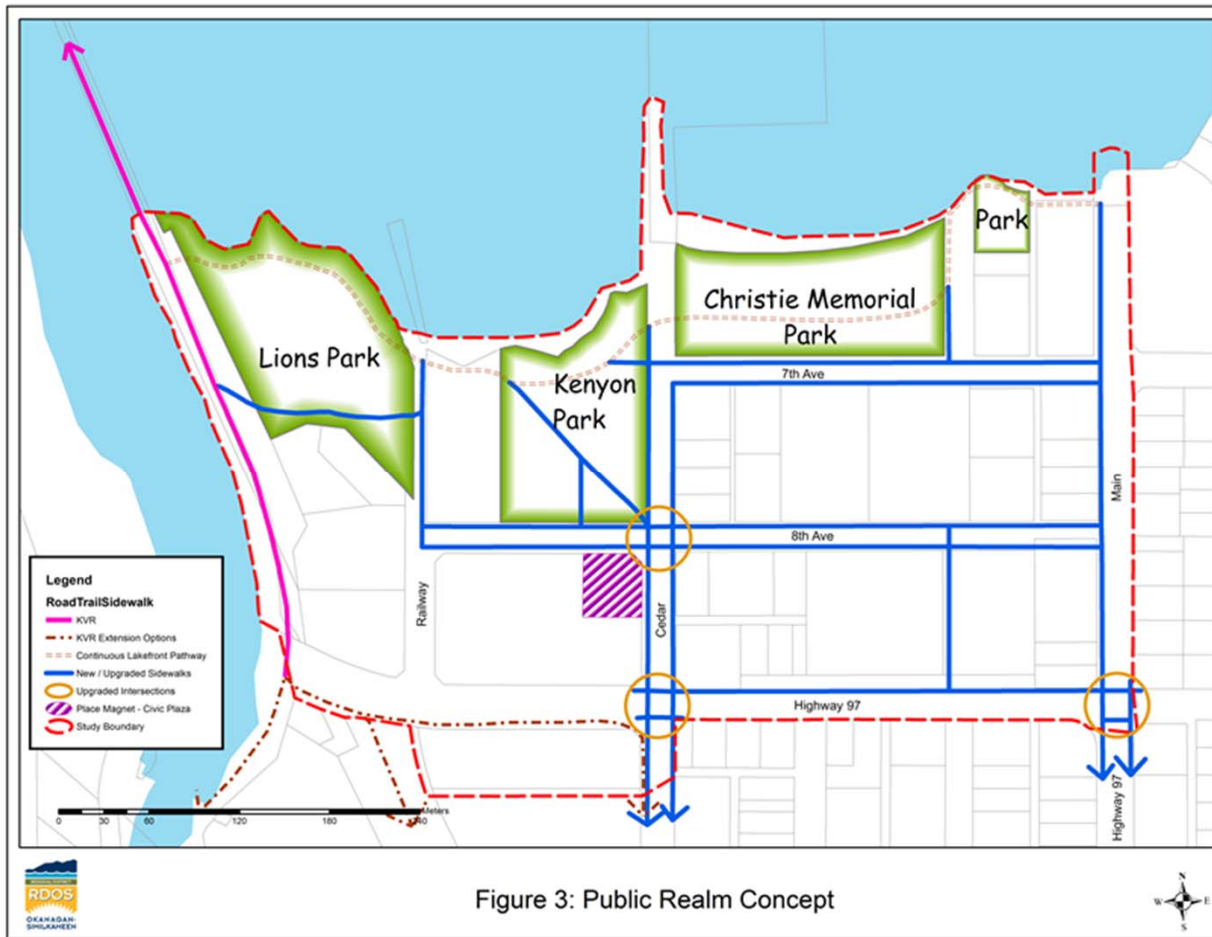 Park
Christie Memorial
Park
Lions Park
Kenyon
Park
7th Ave
Main
8th Ave
Railway
Cedar
Highway 97
Highway 97
Legend
RoadTrailSidewalk
KVR
KVR Extension Options
Continuous Lakefront Pathway
New / Upgraded Sidewalks
Upgraded Intersections
Place Magnet - Civic Plaza
Study Boundary
Meters
0 30 60 120 180 240
RDOS
OKANAGAN-
SIMILKAMEEN
Figure 3: Public Realm Concept
N
W E
S